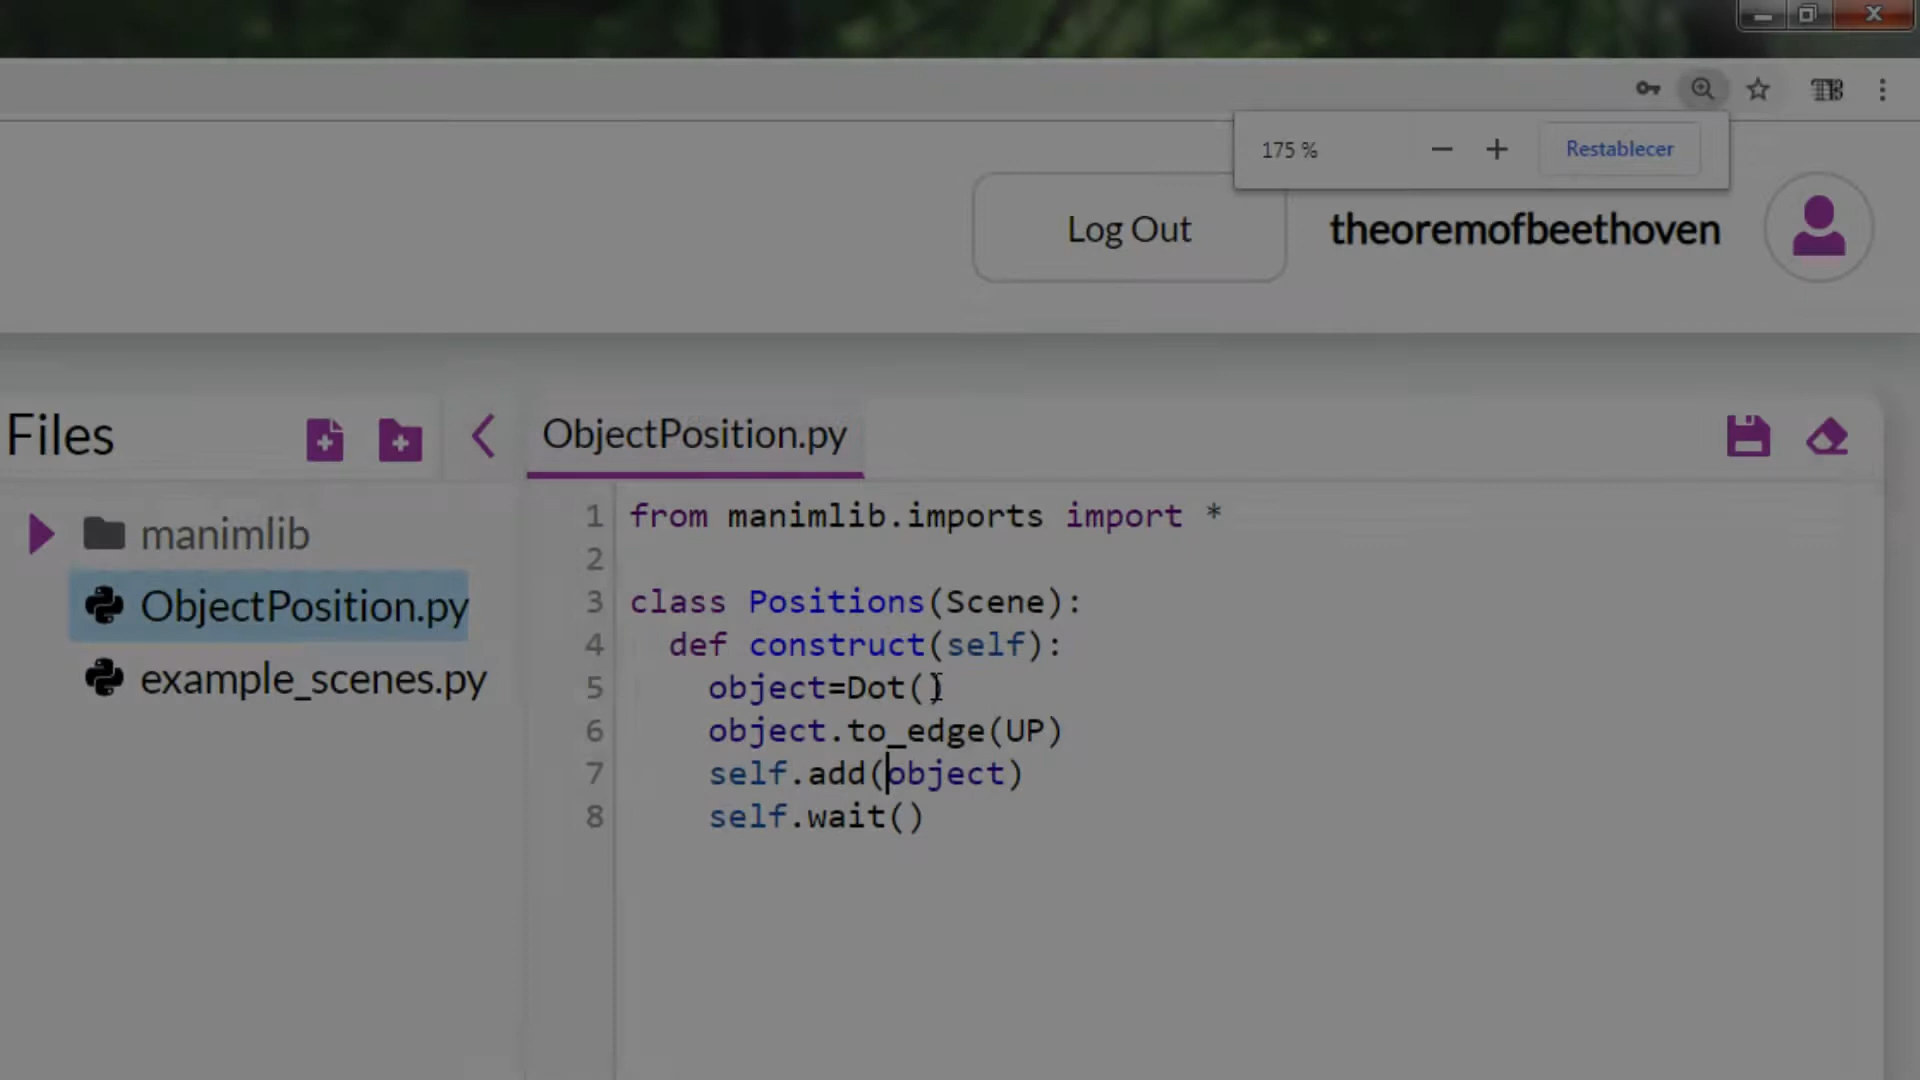 175 %
Restablecer
Log Out
theoremofbeethoven
Files
ObjectPosition.py
manimlib
ObjectPosition.py
example_scenes.py
1 from manimlib.imports import *
2
3 class Positions(Scene):
4 def construct(self):
5 object=Dot()
6 object.to_edge(UP)
7 self.add(object)
8 self.wait()